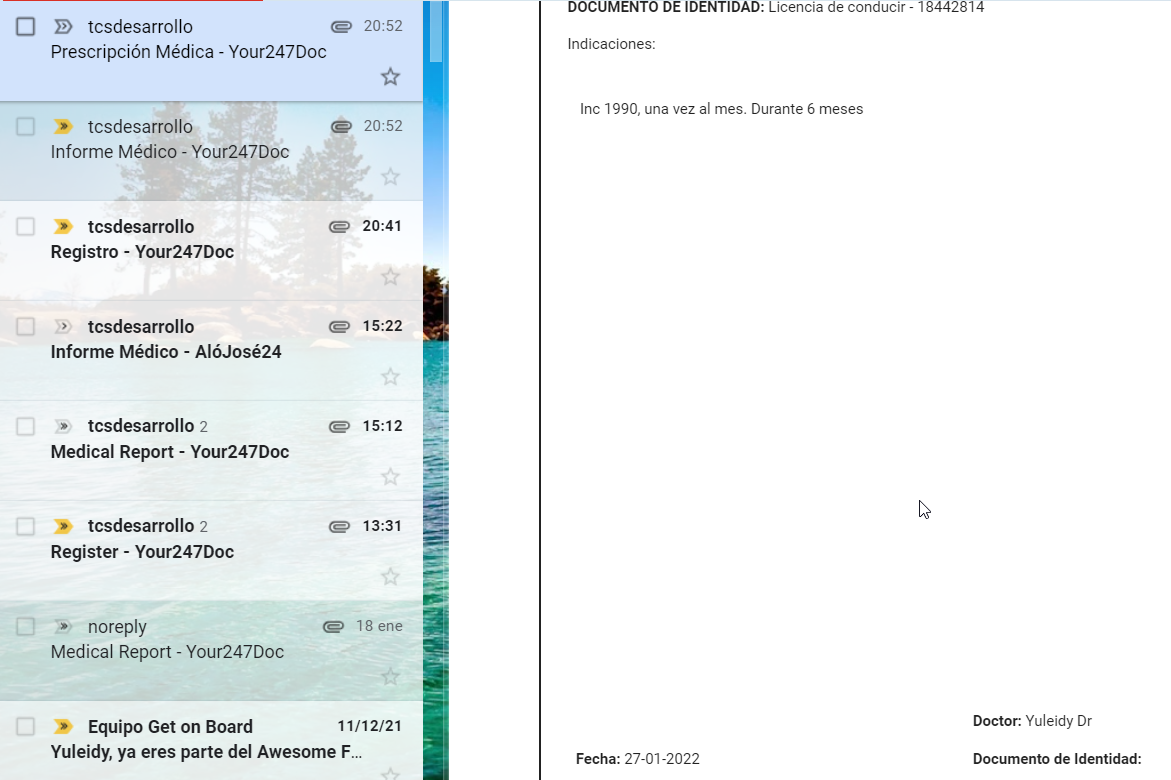 tcsdesarrollo 20:52
Prescripción Médica - Your247Doc
tcsdesarrollo 20:52
Informe Médico - Your247Doc
tcsdesarrollo 20:41
Registro - Your247Doc
tcsdesarrollo 15:22
Informe Médico - AlóJosé24
tcsdesarrollo 2 15:12
Medical Report - Your247Doc
tcsdesarrollo 2 13:31
Register - Your247Doc
noreply 18 ene
Medical Report - Your247Doc
Equipo Get on Board 11/12/21
Yuleidy, ya eres parte del Awesome F...
DOCUMENTO DE IDENTIDAD: Licencia de conducir - 18442814
Indicaciones:
Inc 1990, una vez al mes. Durante 6 meses
Doctor: Yuleidy Dr
Fecha: 27-01-2022 Documento de Identidad: